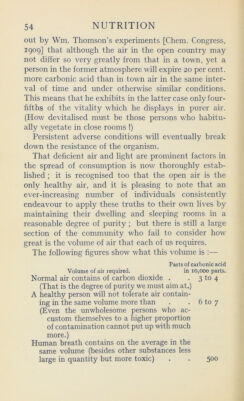 54 NUTRITION
out by Wm. Thomson's experiments [Chem. Congress,
1909] that although the air in the open country may
not differ so very greatly from that in a town, yet a
person in the former atmosphere will expire 20 per cent.
more carbonic acid than in town air in the same inter-
val of time and under otherwise similar conditions.
This means that he exhibits in the latter case only four-
fifths of the vitality which he displays in purer air.
(How devitalised must be those persons who habitu-
ally vegetate in close rooms !)
Persistent adverse conditions will eventually break
down the resistance of the organism.
That deficient air and light are prominent factors in
the spread of consumption is now thoroughly estab-
lished ; it is recognised too that the open air is the
only healthy air, and it is pleasing to note that an
ever-increasing number of individuals consistently
endeavour to apply these truths to their own lives by
maintaining their dwelling and sleeping rooms in a
reasonable degree of purity ; but there is still a large
section of the community who fail to consider how
great is the volume of air that each of us requires.
The following figures show what this volume is :—
Parts of carbonic acid
Volume of air required. in 10,000 parts.
Normal air contains of carbon dioxide . . 3 to 4
(That is the degree of purity we must aim at.)
A healthy person will not tolerate air contain-
ing in the same volume more than . . 6 to 7
(Even the unwholesome persons who ac-
custom themselves to a higher proportion
of contamination cannot put up with much
more.)
Human breath contains on the average in the
same volume (besides other substances less
large in quantity but more toxic) . . 500